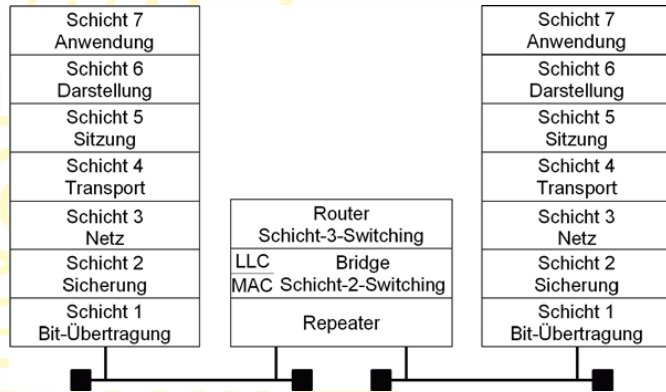 Schicht 7
Anwendung
Schicht 6
Darstellung
Schicht 5
Sitzung
Schicht 4
Transport
Schicht 3
Netz
Schicht 2
Sicherung
Schicht 1
Bit-Übertragung
Router
Schicht-3-Switching
LLC Bridge
MAC Schicht-2-Switching
Repeater
Schicht 7
Anwendung
Schicht 6
Darstellung
Schicht 5
Sitzung
Schicht 4
Transport
Schicht 3
Netz
Schicht 2
Sicherung
Schicht 1
Bit-Übertragung